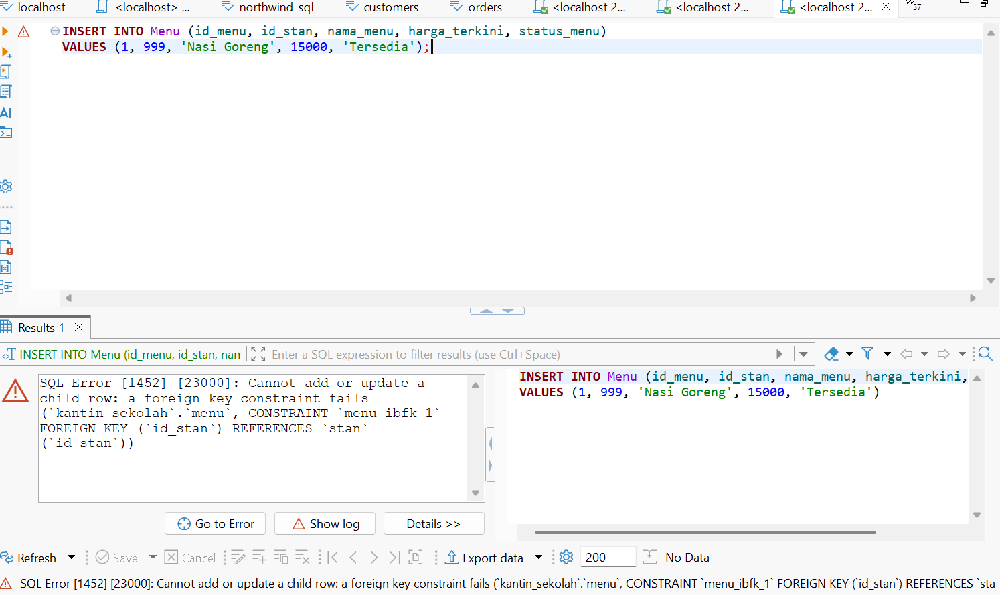 localhost
<localhost> ...
northwind_sql
customers
orders
<localhost 2...
<localhost 2...
<localhost 2...
»37
INSERT INTO Menu (id_menu, id_stan, nama_menu, harga_terkini, status_menu)
VALUES (1, 999, 'Nasi Goreng', 15000, 'Tersedia');
AI
Results 1
INSERT INTO Menu (id_menu, id_stan, nam
Enter a SQL expression to filter results (use Ctrl+Space)
SQL Error [1452] [23000]: Cannot add or update a
child row: a foreign key constraint fails
(`kantin_sekolah`.`menu`, CONSTRAINT `menu_ibfk_1`
FOREIGN KEY (`id_stan`) REFERENCES `stan`
(`id_stan`))
INSERT INTO Menu (id_menu, id_stan, nama_menu, harga_terkini,
VALUES (1, 999, 'Nasi Goreng', 15000, 'Tersedia')
Go to Error
Show log
Details >>
Refresh
Save
Cancel
Export data
200
No Data
SQL Error [1452] [23000]: Cannot add or update a child row: a foreign key constraint fails (`kantin_sekolah`.`menu`, CONSTRAINT `menu_ibfk_1` FOREIGN KEY (`id_stan`) REFERENCES `sta